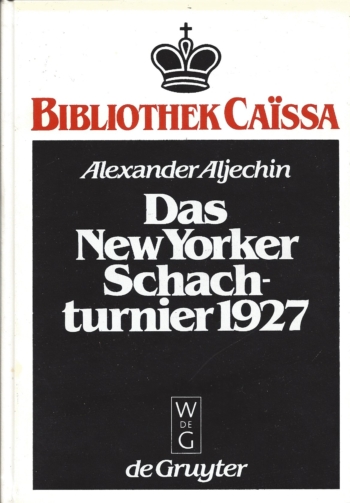 BIBLIOTHEK CAÏSSA
Alexander Aljechin
Das
New Yorker
Schach-
turnier 1927
W
DE
G
de Gruyter